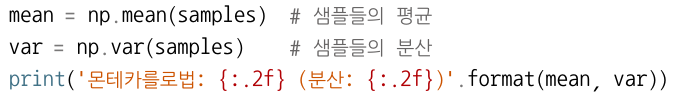 mean = np.mean(samples)  # 샘플들의 평균
var = np.var(samples)    # 샘플들의 분산
print('몬테카를로법: {:.2f} (분산: {:.2f})'.format(mean, var))